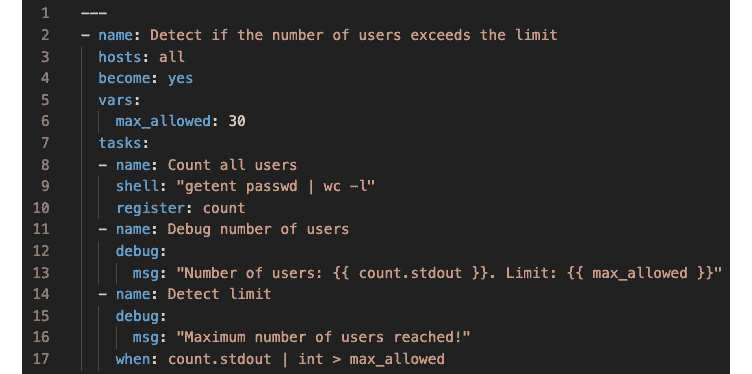 1 ---
2 - name: Detect if the number of users exceeds the limit
3 hosts: all
4 become: yes
5 vars:
6 max_allowed: 30
7 tasks:
8 - name: Count all users
9 shell: "getent passwd | wc -l"
10 register: count
11 - name: Debug number of users
12 debug:
13 msg: "Number of users: {{ count.stdout }}. Limit: {{ max_allowed }}"
14 - name: Detect limit
15 debug:
16 msg: "Maximum number of users reached!"
17 when: count.stdout | int > max_allowed